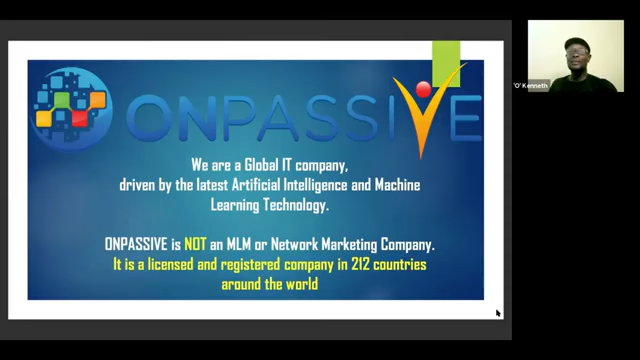 ONPASSIVE
We are a Global IT company,
driven by the latest Artificial Intelligence and Machine
Learning Technology.
ONPASSIVE is NOT an MLM or Network Marketing Company.
It is a licensed and registered company in 212 countries
around the world
'O' Kenneth